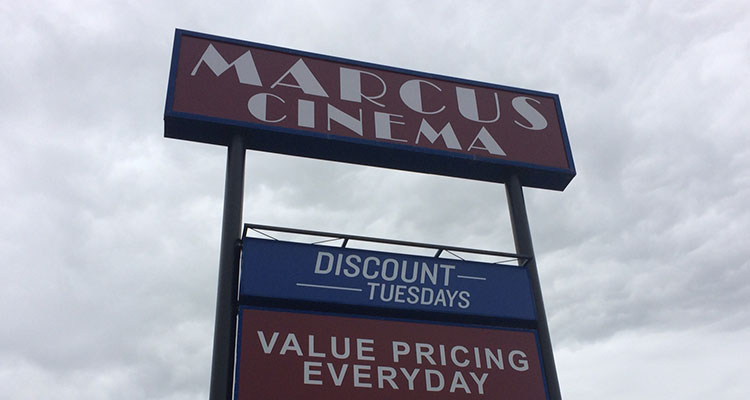 MARCUS
CINEMA
DISCOUNT
TUESDAYS
VALUE PRICING
EVERYDAY